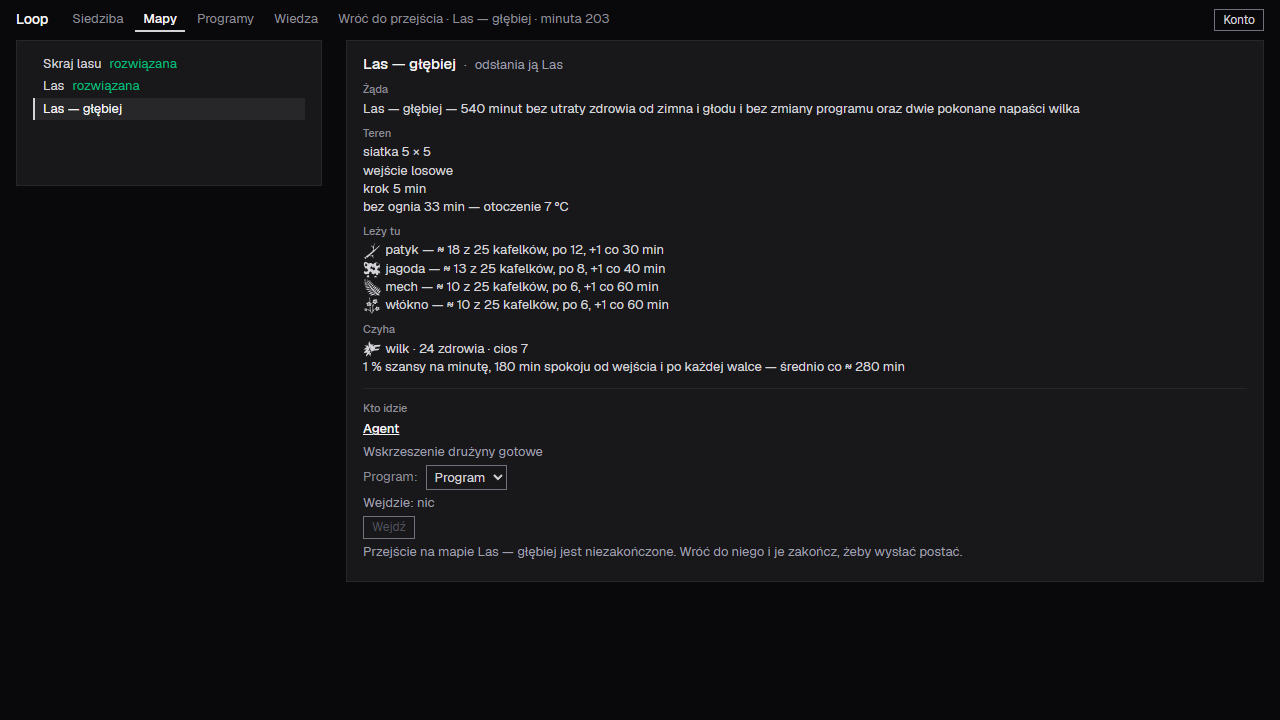 Loop Siedziba Mapy Programy Wiedza Wróć do przejścia · Las — głębiej · minuta 203 Konto
Skraj lasu rozwiązana
Las rozwiązana
Las — głębiej
Las — głębiej · odsłania ją Las
Żąda
Las — głębiej — 540 minut bez utraty zdrowia od zimna i głodu i bez zmiany programu oraz dwie pokonane napaści wilka
Teren
siatka 5 × 5
wejście losowe
krok 5 min
bez ognia 33 min — otoczenie 7 °C
Leży tu
patyk — ≈ 18 z 25 kafelków, po 12, +1 co 30 min
jagoda — ≈ 13 z 25 kafelków, po 8, +1 co 40 min
mech — ≈ 10 z 25 kafelków, po 6, +1 co 60 min
włókno — ≈ 10 z 25 kafelków, po 6, +1 co 60 min
Czyha
wilk · 24 zdrowia · cios 7
1 % szansy na minutę, 180 min spokoju od wejścia i po każdej walce — średnio co ≈ 280 min
Kto idzie
Agent
Wskrzeszenie drużyny gotowe
Program: Program
Wejdzie: nic
Wejdź
Przejście na mapie Las — głębiej jest niezakończone. Wróć do niego i je zakończ, żeby wysłać postać.